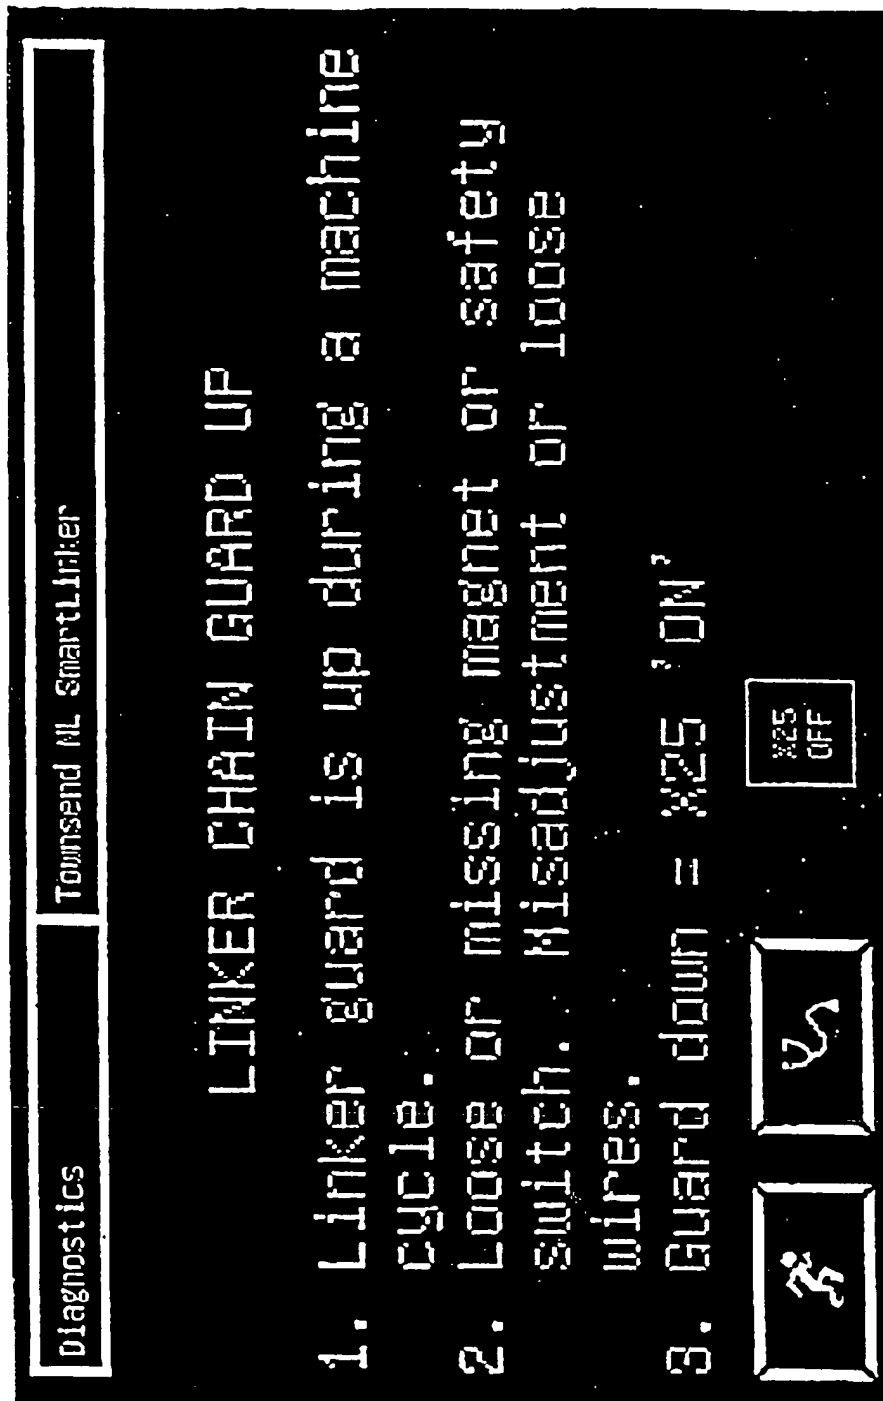 Diagnostics
Townsend NL SmartLinker
LINKER CHAIN GUARD UP
1. Linker guard is up during a machine
cycle.
2. Loose or missing magnet or safety
switch. Misadjustment or loose
wires.
3. Guard down = X25 'ON'
X25
OFF